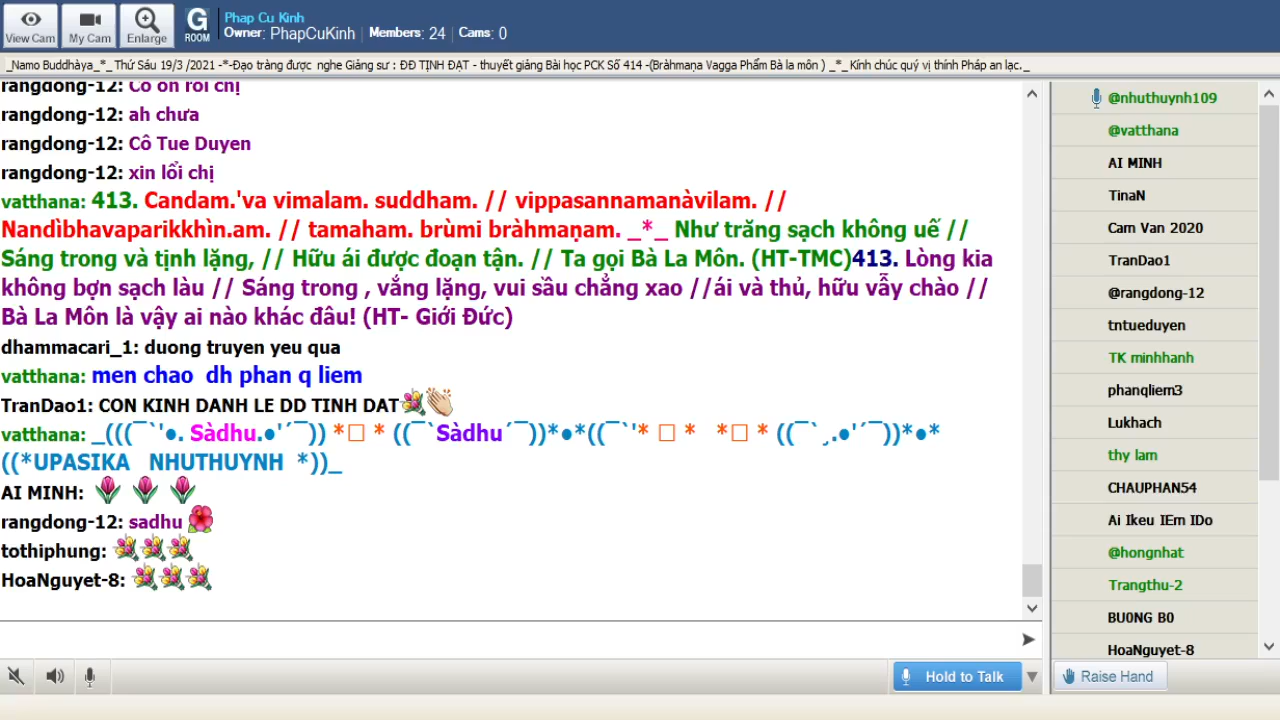 View Cam
My Cam
Enlarge
G
ROOM
Phap Cu Kinh
Owner: PhapCuKinh | Members: 24 | Cams: 0
_Namo Buddhàya_*_ Thứ Sáu 19/3 /2021 -*-Đạo tràng được nghe Giảng sư : ĐĐ TỊNH ĐẠT - thuyết giảng Bài học PCK Số 414 -(Bràhmaṇa Vagga Phẩm Bà la môn ) _*_ Kính chúc quý vị thính Pháp an lạc._
rangdong-12: Cô ơn rồi chị
rangdong-12: ah chưa
rangdong-12: Cô Tue Duyen
rangdong-12: xin lổi chị
vatthana: 413. Candam.'va vimalam. suddham. // vippasannamanàvilam. //
Nandìbhavaparikkhìn.am. // tamaham. brùmi bràhmaṇam. _*_ Như trăng sạch không uế //
Sáng trong và tịnh lặng, // Hữu ái được đoạn tận. // Ta gọi Bà La Môn. (HT-TMC)413. Lòng kia
không bợn sạch làu // Sáng trong , vắng lặng, vui sầu chẳng xao //ái và thủ, hữu vẫy chào //
Bà La Môn là vậy ai nào khác đâu! (HT- Giới Đức)
dhammacari_1: duong truyen yeu qua
vatthana: men chao dh phan q liem
TranDao1: CON KINH DANH LE DD TINH DAT
vatthana: _(((¯`'•. Sàdhu.•'´¯)) *□ * ((¯`Sàdhu´¯))*•*((¯`'* □ * *□ * ((¯`¸.•'´¯))*•*
((*UPASIKA NHUTHUYNH *))_
AI MINH:
rangdong-12: sadhu
tothiphung:
HoaNguyet-8:
@nhuthuynh109
@vatthana
AI MINH
TinaN
Cam Van 2020
TranDao1
@rangdong-12
tntueduyen
TK minhhanh
phanqliem3
Lukhach
thy lam
CHAUPHAN54
Ai Ikeu IEm IDo
@hongnhat
Trangthu-2
BU0NG B0
HoaNguyet-8
Hold to Talk
Raise Hand